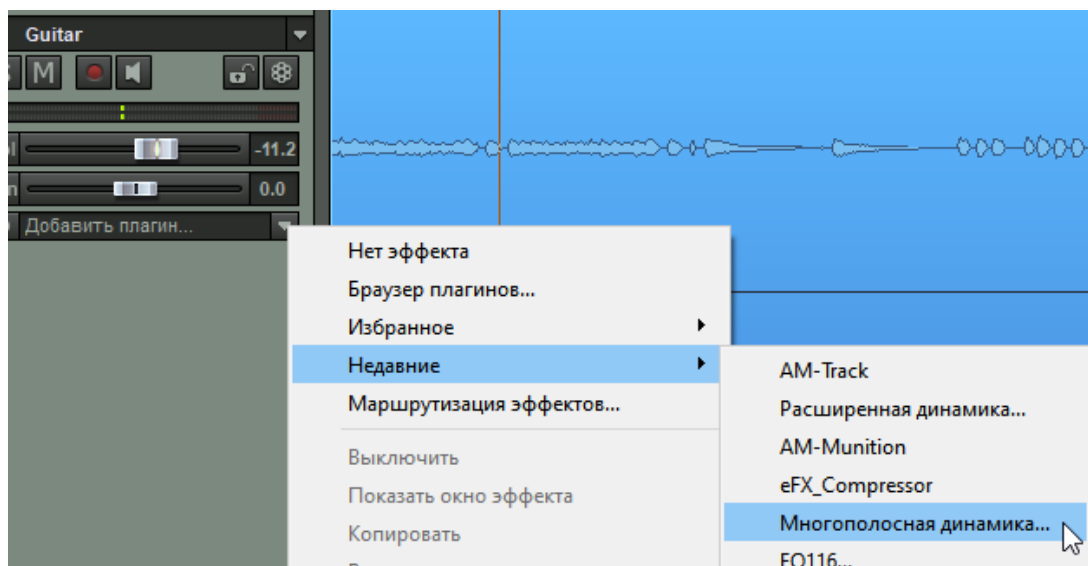 Guitar
M
-11.2
0.0
Добавить плагин...
Нет эффекта
Браузер плагинов...
Избранное
Недавние
Маршрутизация эффектов...
Выключить
Показать окно эффекта
Копировать
AM-Track
Расширенная динамика...
AM-Munition
eFX_Compressor
Многополосная динамика...
EQ116...